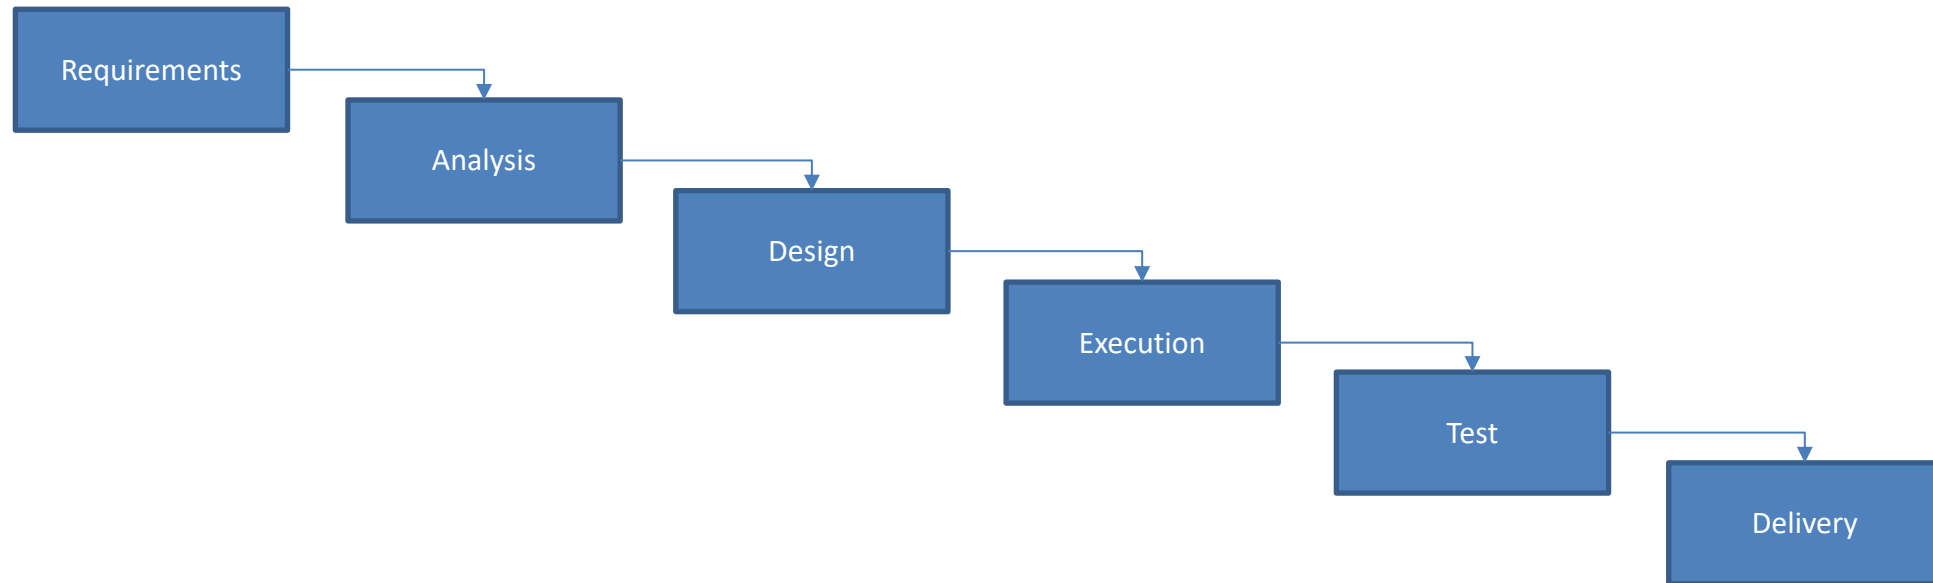 Requirements
Analysis
Design
Execution
Test
Delivery